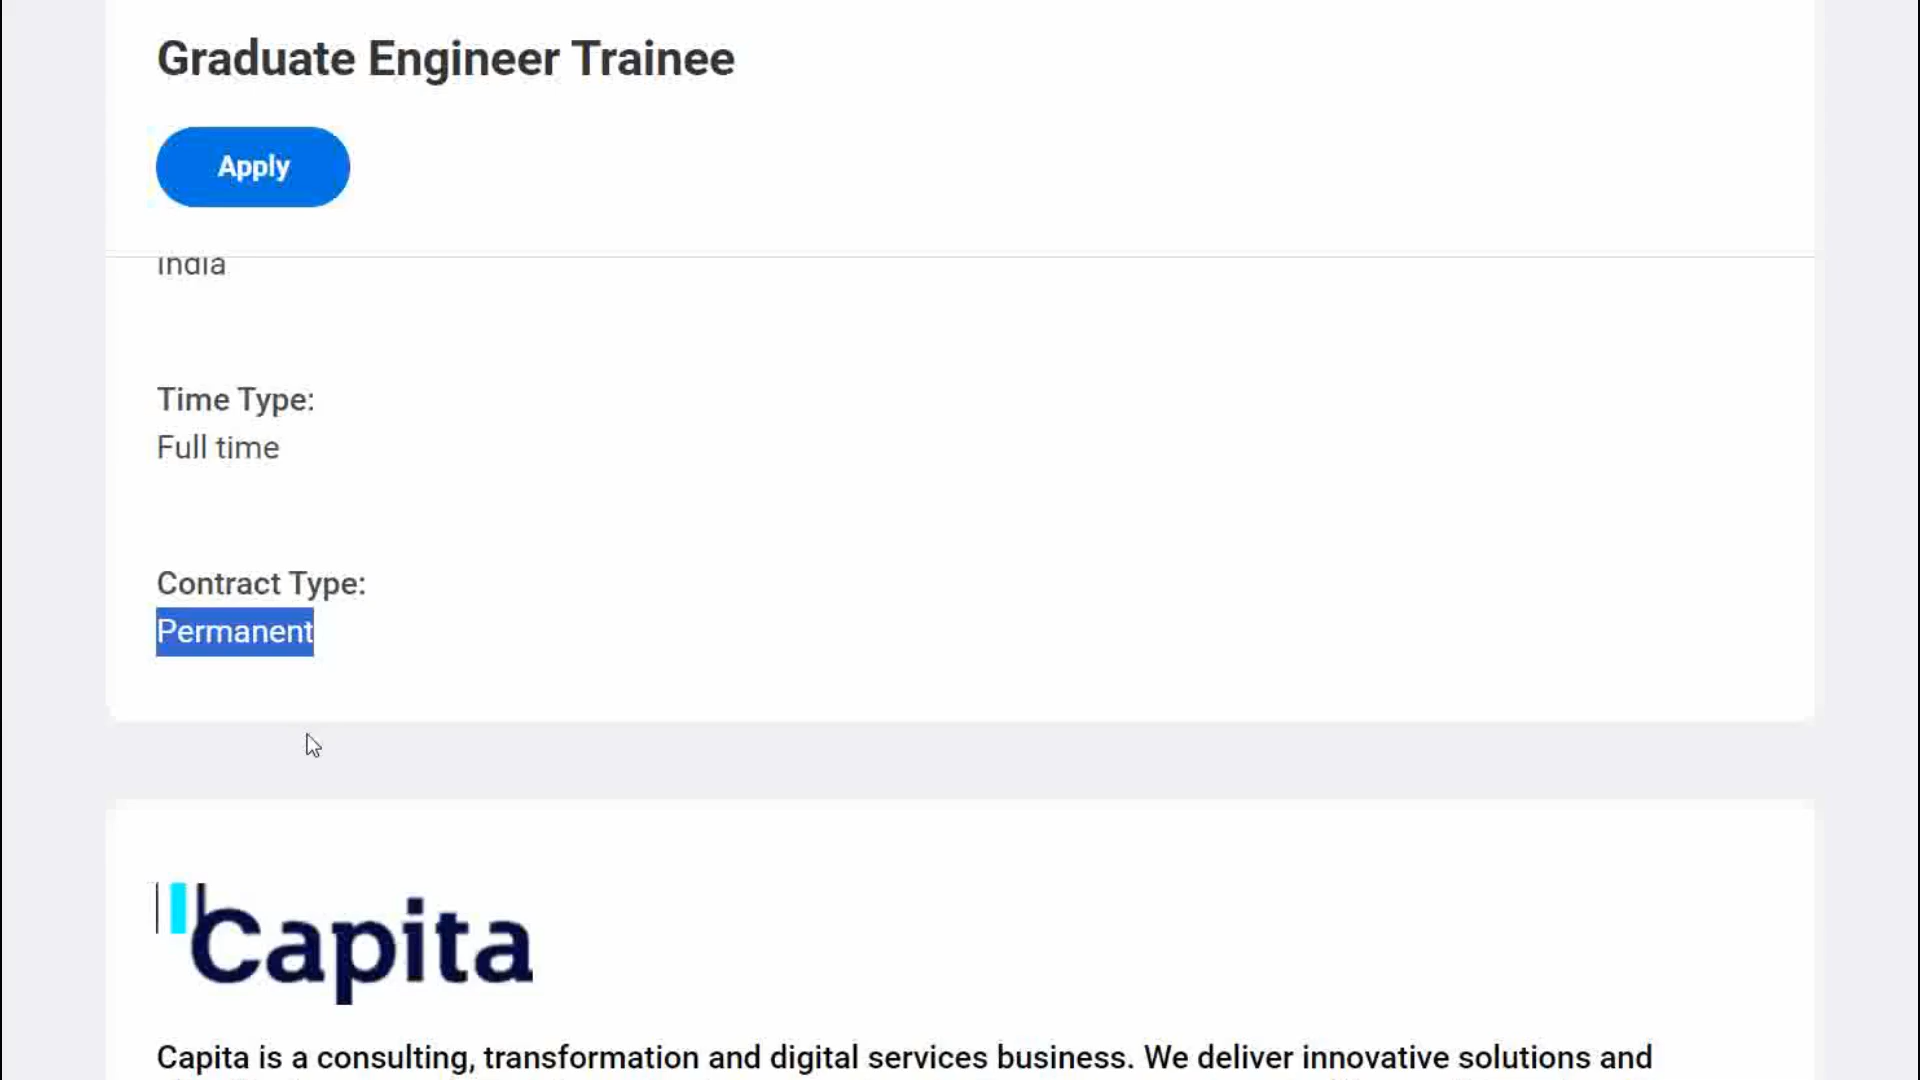 Graduate Engineer Trainee
Apply
India
Time Type:
Full time
Contract Type:
Permanent
Capita
Capita is a consulting, transformation and digital services business. We deliver innovative solutions and